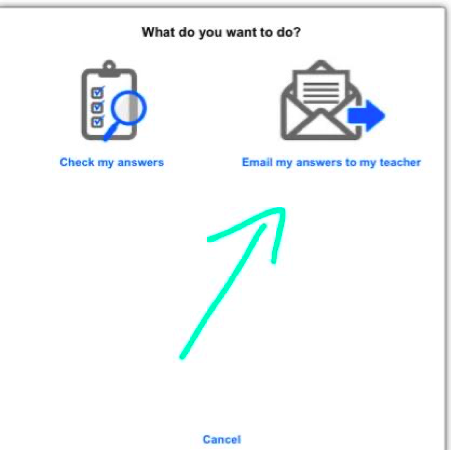 What do you want to do?
Check my answers
Email my answers to my teacher
Cancel